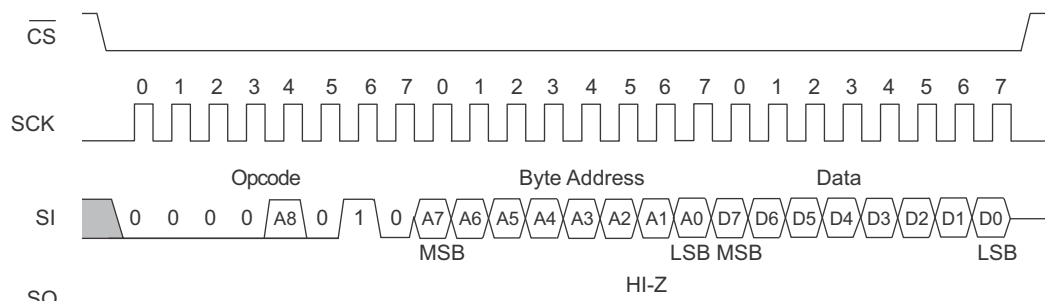 CS
0 1 2 3 4 5 6 7 0 1 2 3 4 5 6 7 0 1 2 3 4 5 6 7
SCK
Opcode Byte Address Data
SI 0 0 0 0 A8 0 1 0 A7 A6 A5 A4 A3 A2 A1 A0 D7 D6 D5 D4 D3 D2 D1 D0
MSB LSB MSB LSB
HI-Z
SO